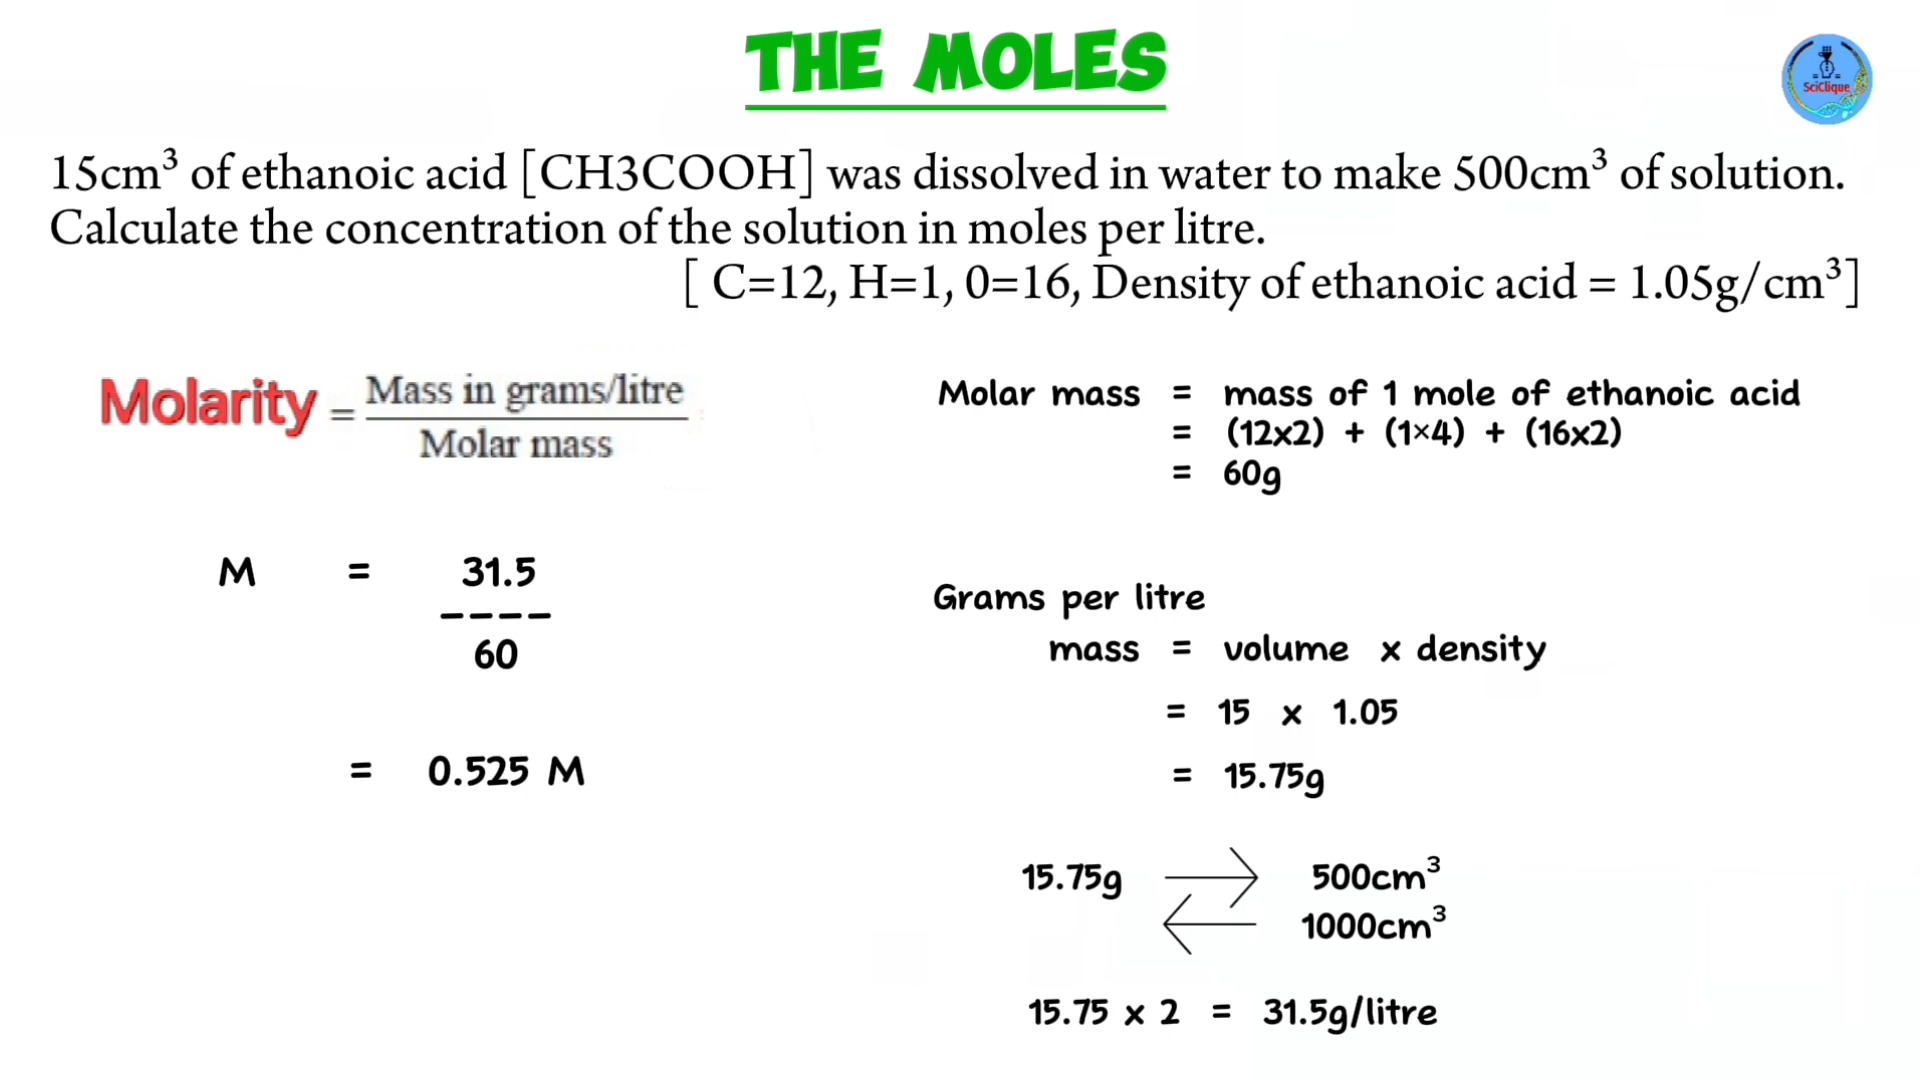 THE MOLES
SciClique
15cm³ of ethanoic acid [CH3COOH] was dissolved in water to make 500cm³ of solution.
Calculate the concentration of the solution in moles per litre.
[ C=12, H=1, 0=16, Density of ethanoic acid = 1.05g/cm³]
Molarity = Mass in grams/litre
Molar mass
M = 31.5
----
60
= 0.525 M
Molar mass = mass of 1 mole of ethanoic acid
= (12x2) + (1×4) + (16x2)
= 60g
Grams per litre
mass = volume x density
= 15 x 1.05
= 15.75g
15.75g → 500cm³
← 1000cm³
15.75 x 2 = 31.5g/litre